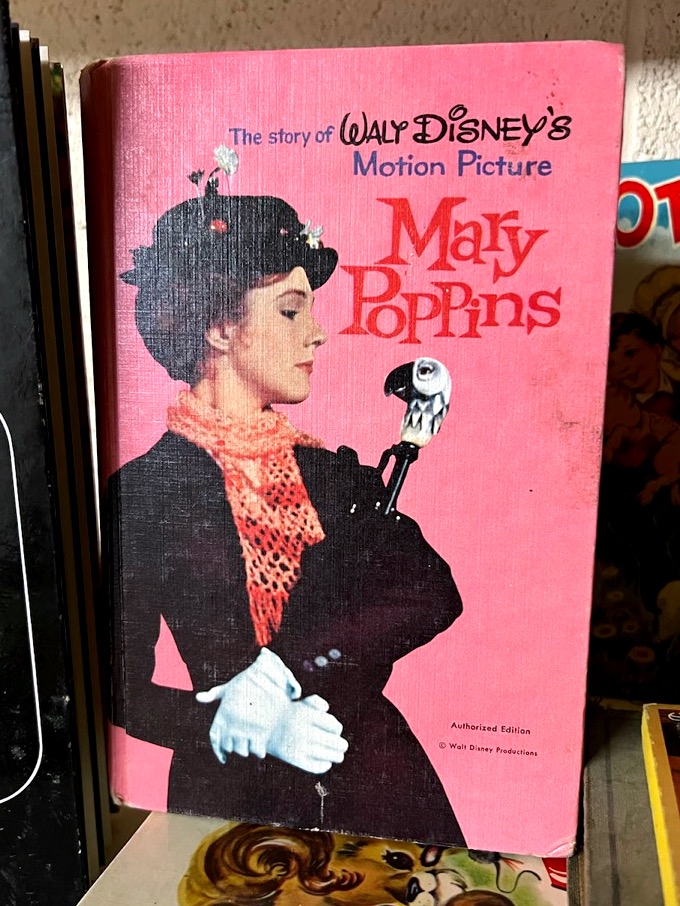 The story of WALT DISNEY'S
Motion Picture
Mary
Poppins
Authorized Edition
© Walt Disney Productions